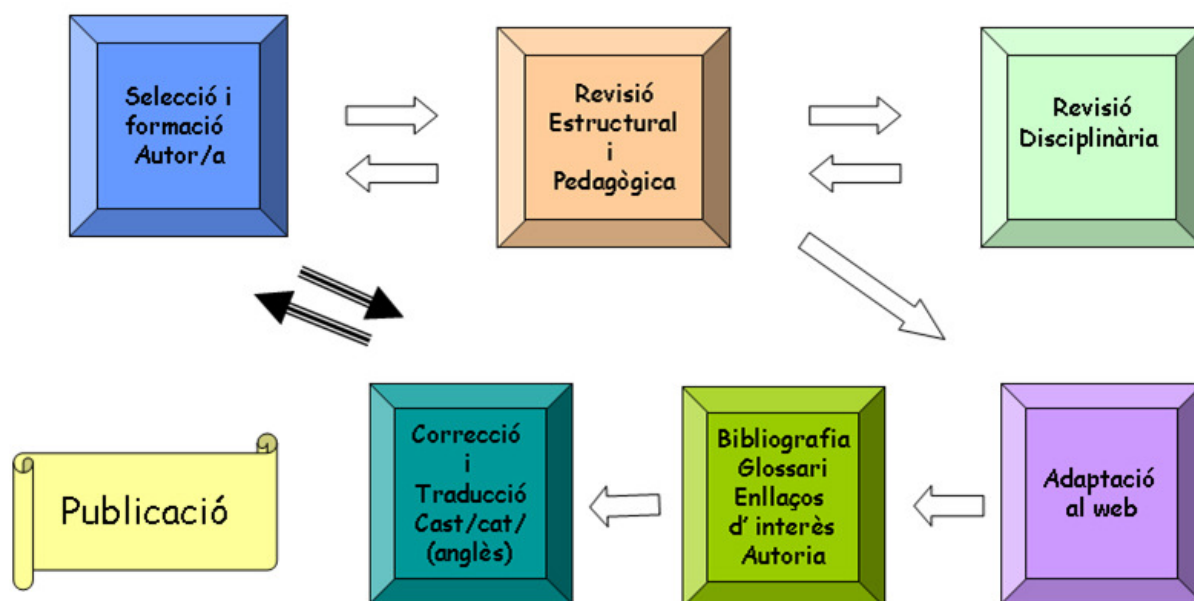 Selecció i
formació
Autor/a
Revisió
Estructural
i
Pedagògica
Revisió
Disciplinària
Publicació
Correcció
i
Traducció
Cast/cat/
(anglès)
Bibliografia
Glossari
Enllaços
d' interès
Autoria
Adaptació
al web